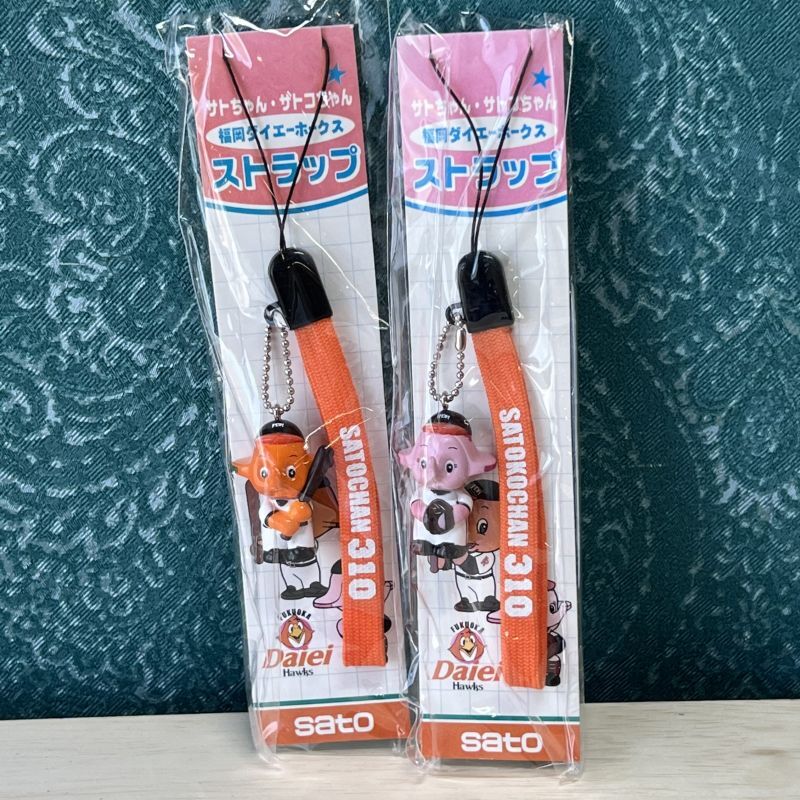 サトちゃん・サトコちゃん
福岡ダイエーホークス
ストラップ
SATOCHAN 310
FUKUOKA
Daiei
Hawks
sato
サトちゃん・サトコちゃん
福岡ダイエーホークス
ストラップ
SATOKOCHAN 310
FUKUOKA
Daiei
Hawks
sato